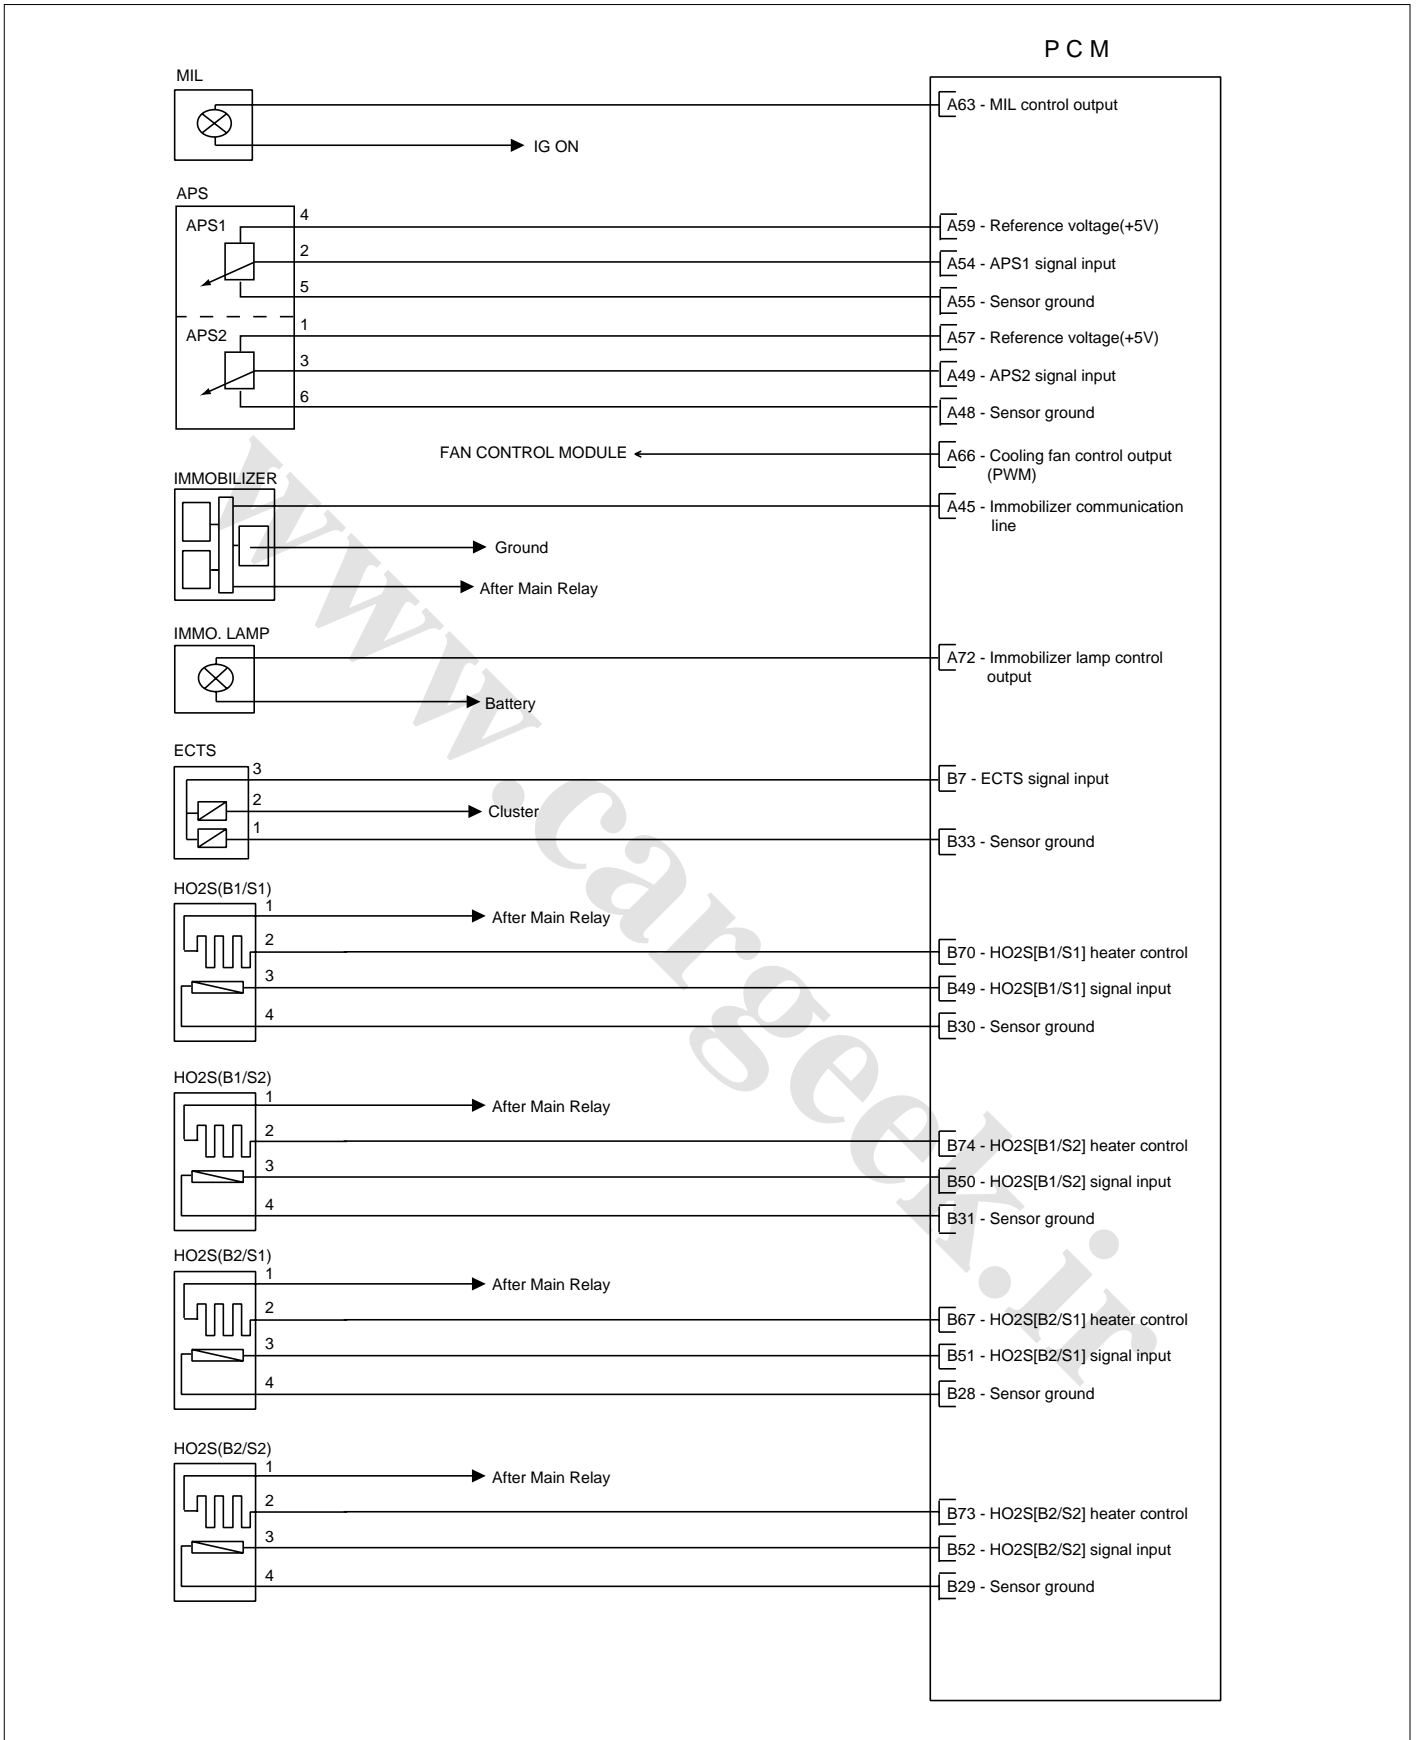 P C M
MIL
A63 - MIL control output
IG ON
APS
APS1
4
A59 - Reference voltage(+5V)
2
A54 - APS1 signal input
5
A55 - Sensor ground
APS2
1
A57 - Reference voltage(+5V)
3
A49 - APS2 signal input
6
A48 - Sensor ground
FAN CONTROL MODULE
A66 - Cooling fan control output
(PWM)
IMMOBILIZER
A45 - Immobilizer communication
line
Ground
After Main Relay
IMMO. LAMP
A72 - Immobilizer lamp control
output
Battery
ECTS
3
B7 - ECTS signal input
2
Cluster
1
B33 - Sensor ground
HO2S(B1/S1)
1
After Main Relay
2
B70 - HO2S[B1/S1] heater control
3
B49 - HO2S[B1/S1] signal input
4
B30 - Sensor ground
HO2S(B1/S2)
1
After Main Relay
2
B74 - HO2S[B1/S2] heater control
3
B50 - HO2S[B1/S2] signal input
4
B31 - Sensor ground
HO2S(B2/S1)
1
After Main Relay
2
B67 - HO2S[B2/S1] heater control
3
B51 - HO2S[B2/S1] signal input
4
B28 - Sensor ground
HO2S(B2/S2)
1
After Main Relay
2
B73 - HO2S[B2/S2] heater control
3
B52 - HO2S[B2/S2] signal input
4
B29 - Sensor ground
www.cargeek.ir